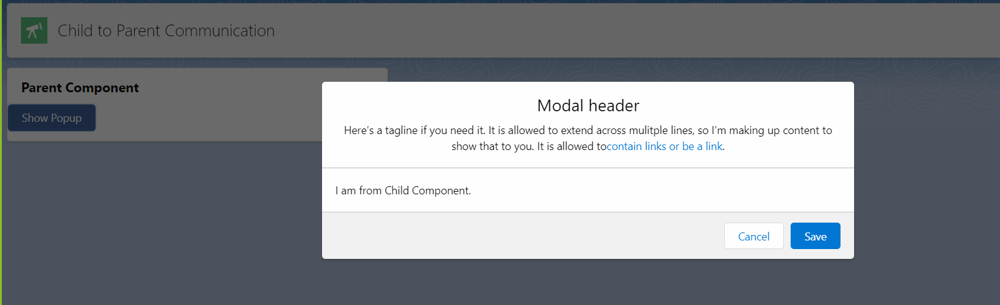 Child to Parent Communication
Parent Component
Show Popup
Modal header
Here’s a tagline if you need it. It is allowed to extend across mulitple lines, so I’m making up content to
show that to you. It is allowed tocontain links or be a link.
I am from Child Component.
Cancel
Save